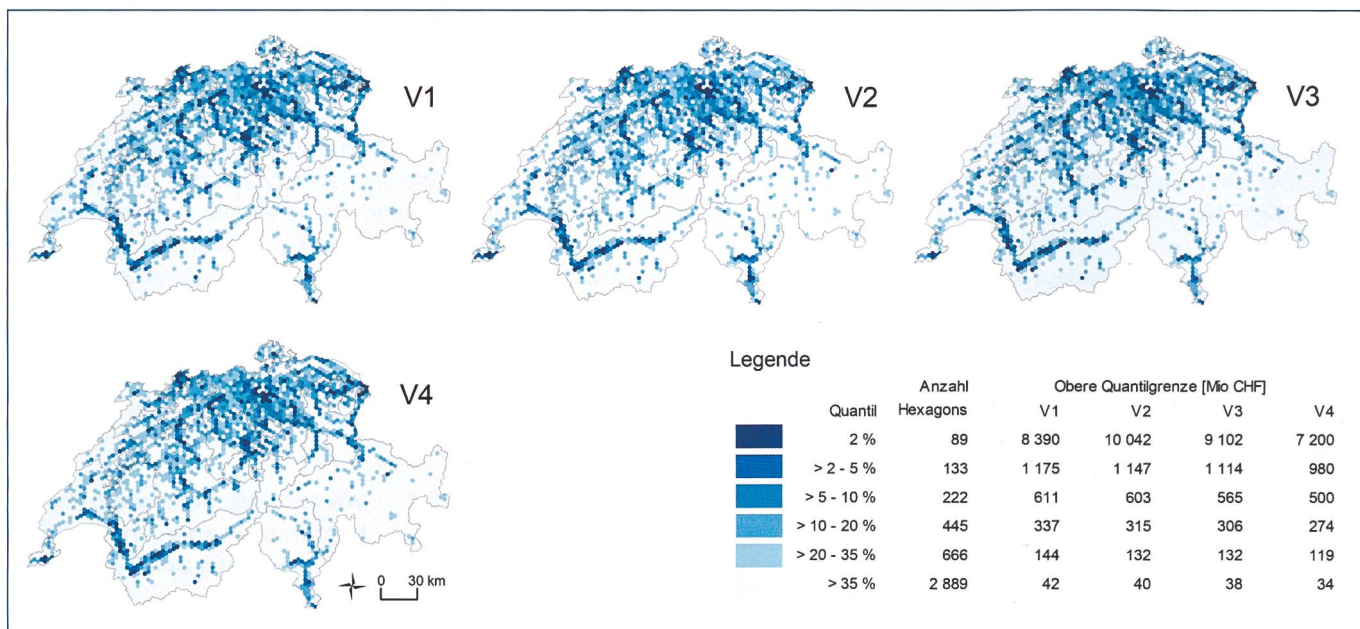 V1
V2
V3
V4
0 30 km
Legende
Anzahl Obere Quantilgrenze [Mio CHF]
Quantil Hexagons V1 V2 V3 V4
2 % 89 8 390 10 042 9 102 7 200
> 2 - 5 % 133 1 175 1 147 1 114 980
> 5 - 10 % 222 611 603 565 500
> 10 - 20 % 445 337 315 306 274
> 20 - 35 % 666 144 132 132 119
> 35 % 2 889 42 40 38 34